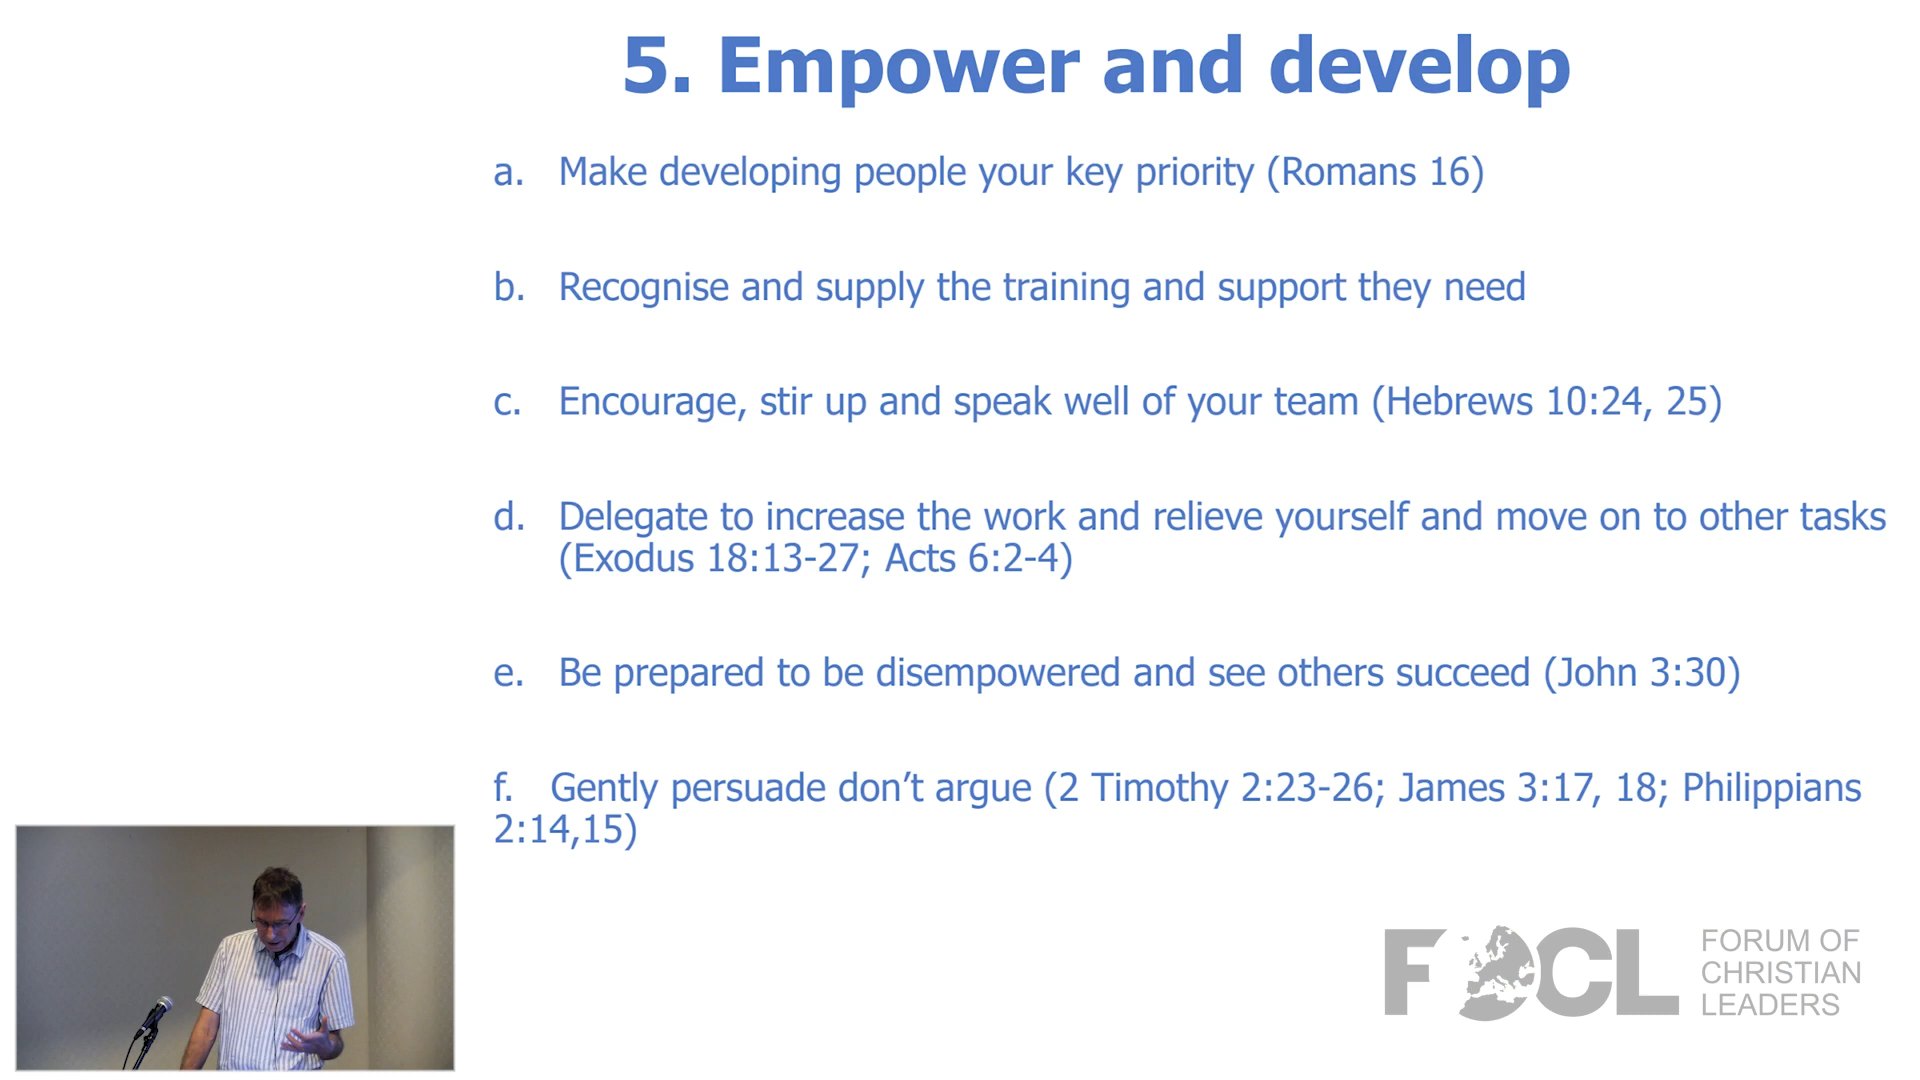 5. Empower and develop
a. Make developing people your key priority (Romans 16)
b. Recognise and supply the training and support they need
c. Encourage, stir up and speak well of your team (Hebrews 10:24, 25)
d. Delegate to increase the work and relieve yourself and move on to other tasks
(Exodus 18:13-27; Acts 6:2-4)
e. Be prepared to be disempowered and see others succeed (John 3:30)
f. Gently persuade don’t argue (2 Timothy 2:23-26; James 3:17, 18; Philippians
2:14,15)
FOCL
FORUM OF
CHRISTIAN
LEADERS